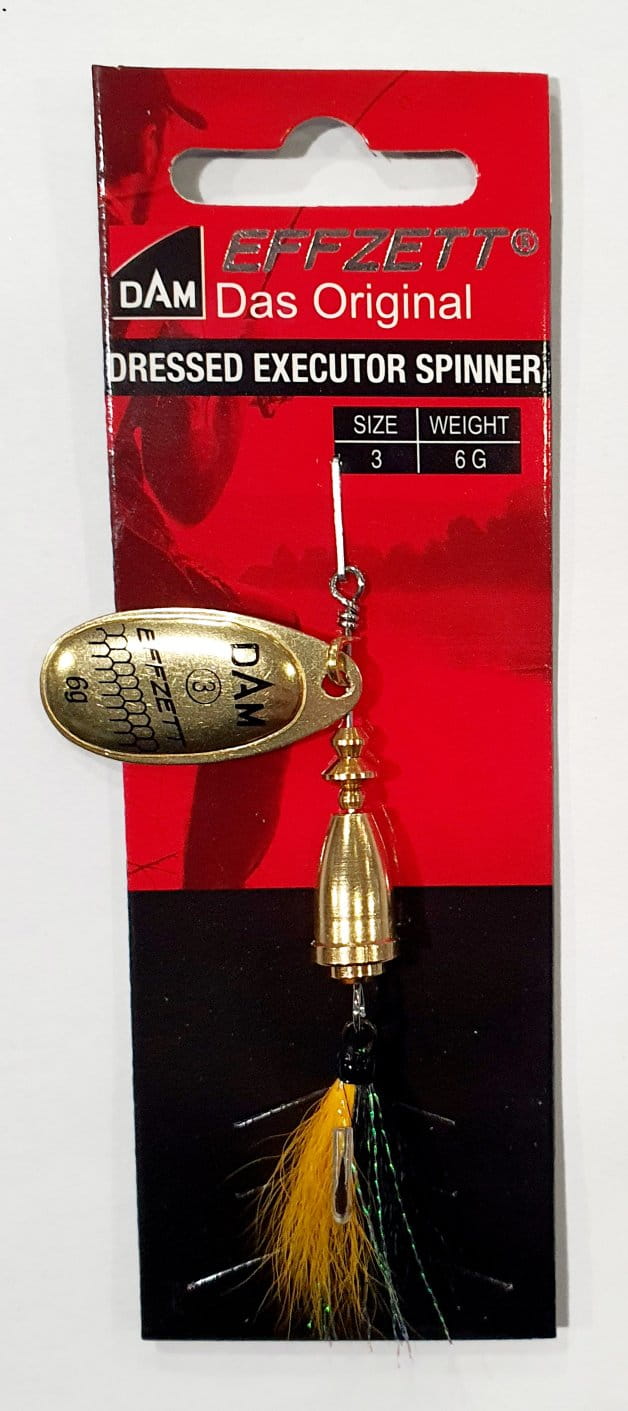 EFFZETT®
DAM
Das Original
DRESSED EXECUTOR SPINNER
SIZE WEIGHT
3 6 G
DAM
3
EFFZETT
6g